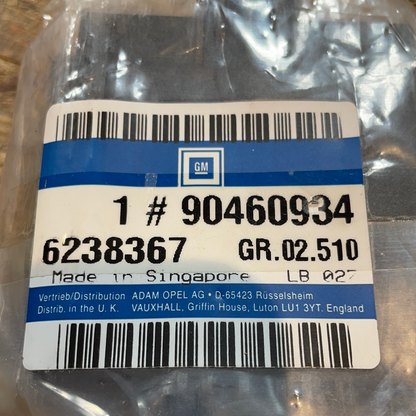 GM
1 # 90460934
6238367 GR.02.510
Made in Singapore LB 027
Vertrieb/Distribution ADAM OPEL AG • D-65423 Rüsselsheim
Distrib. in the U. K. VAUXHALL, Griffin House, Luton LU1 3YT, England